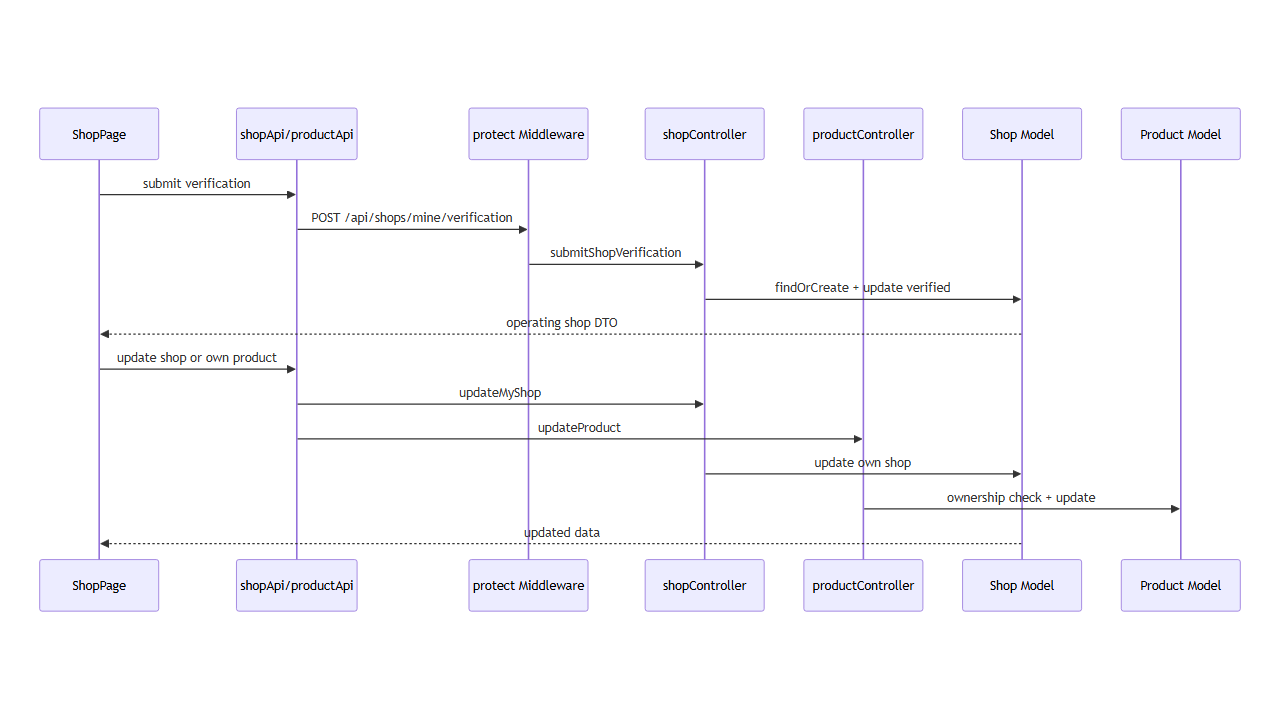 ShopPage
shopApi/productApi
protect Middleware
shopController
productController
Shop Model
Product Model
submit verification
POST /api/shops/mine/verification
submitShopVerification
findOrCreate + update verified
operating shop DTO
update shop or own product
updateMyShop
updateProduct
update own shop
ownership check + update
updated data
ShopPage
shopApi/productApi
protect Middleware
shopController
productController
Shop Model
Product Model